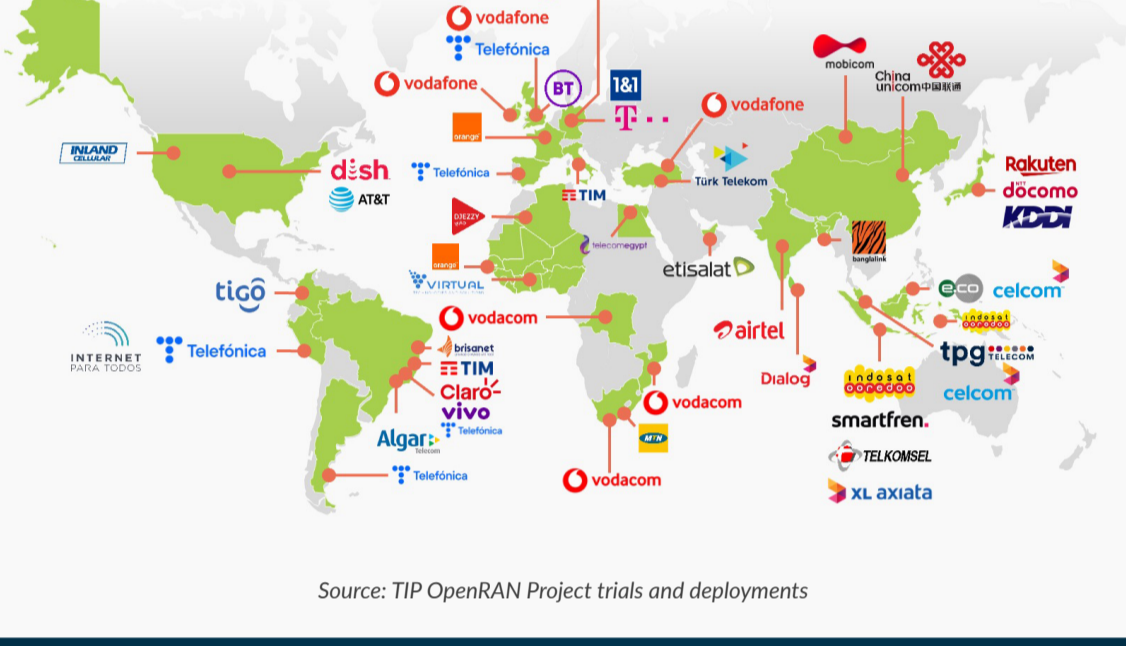 vodafone
Telefónica
mobicom
China
unicom中国联通
vodafone
BT
1&1
T
vodafone
orange
INLAND
CELLULAR
dish
AT&T
Telefónica
TIM
Türk Telekom
Rakuten
NTT
docomo
KDDI
DJEZZY
orange
telecomegypt
etisalat
banglalink
VIRTUAL
tigo
e.co
celcom
vodacom
airtel
indosat
ooredoo
INTERNET
PARA TODOS
Telefónica
brisanet
TIM
tpg TELECOM
Dialog
indosat
ooredoo
celcom
Claro
vivo
Telefónica
vodacom
smartfren.
Algar
Telecom
MTN
TELKOMSEL
Telefónica
vodacom
XL axiata
Source: TIP OpenRAN Project trials and deployments